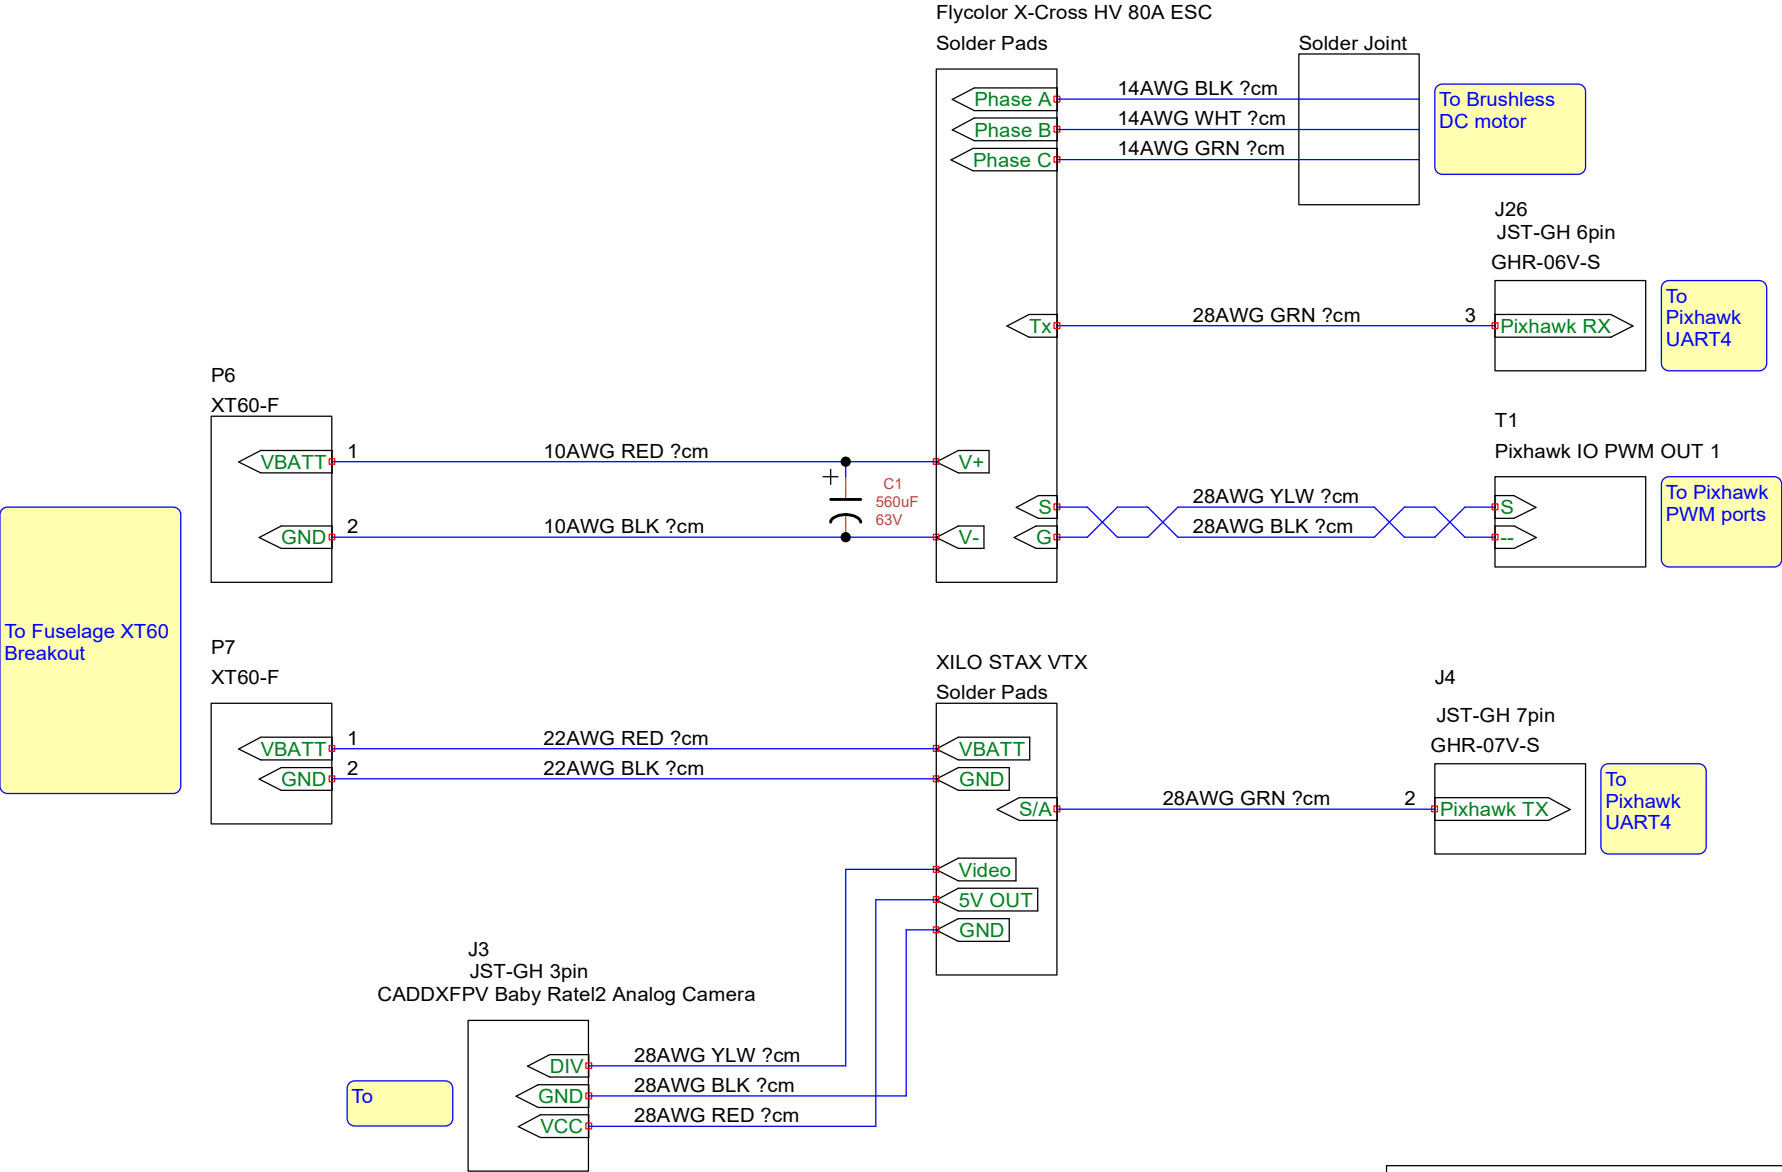 Flycolor X-Cross HV 80A ESC
Solder Pads
Solder Joint
Phase A
14AWG BLK ?cm
Phase B
14AWG WHT ?cm
Phase C
14AWG GRN ?cm
To Brushless
DC motor
J26
JST-GH 6pin
GHR-06V-S
Tx
28AWG GRN ?cm
3
Pixhawk RX
To
Pixhawk
UART4
P6
XT60-F
VBATT
1
10AWG RED ?cm
V+
GND
2
10AWG BLK ?cm
V-
+
C1
560uF
63V
T1
Pixhawk IO PWM OUT 1
S
28AWG YLW ?cm
S
G
28AWG BLK ?cm
--
To Pixhawk
PWM ports
To Fuselage XT60
Breakout
P7
XT60-F
VBATT
1
22AWG RED ?cm
VBATT
GND
2
22AWG BLK ?cm
GND
XILO STAX VTX
Solder Pads
S/A
28AWG GRN ?cm
2
Pixhawk TX
J4
JST-GH 7pin
GHR-07V-S
To
Pixhawk
UART4
Video
5V OUT
GND
J3
JST-GH 3pin
CADDXFPV Baby Ratel2 Analog Camera
DIV
28AWG YLW ?cm
GND
28AWG BLK ?cm
VCC
28AWG RED ?cm
To